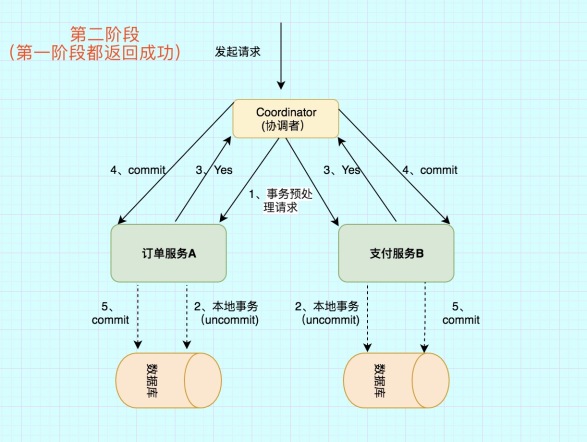 第二阶段
（第一阶段都返回成功）
发起请求
Coordinator
(协调者）
4、commit
3、Yes
1、事务预处
理请求
3、Yes
4、commit
订单服务A
支付服务B
5、
commit
2、本地事务
（uncommit)
2、本地事务
（uncommit)
5、
commit
数据库
数据库